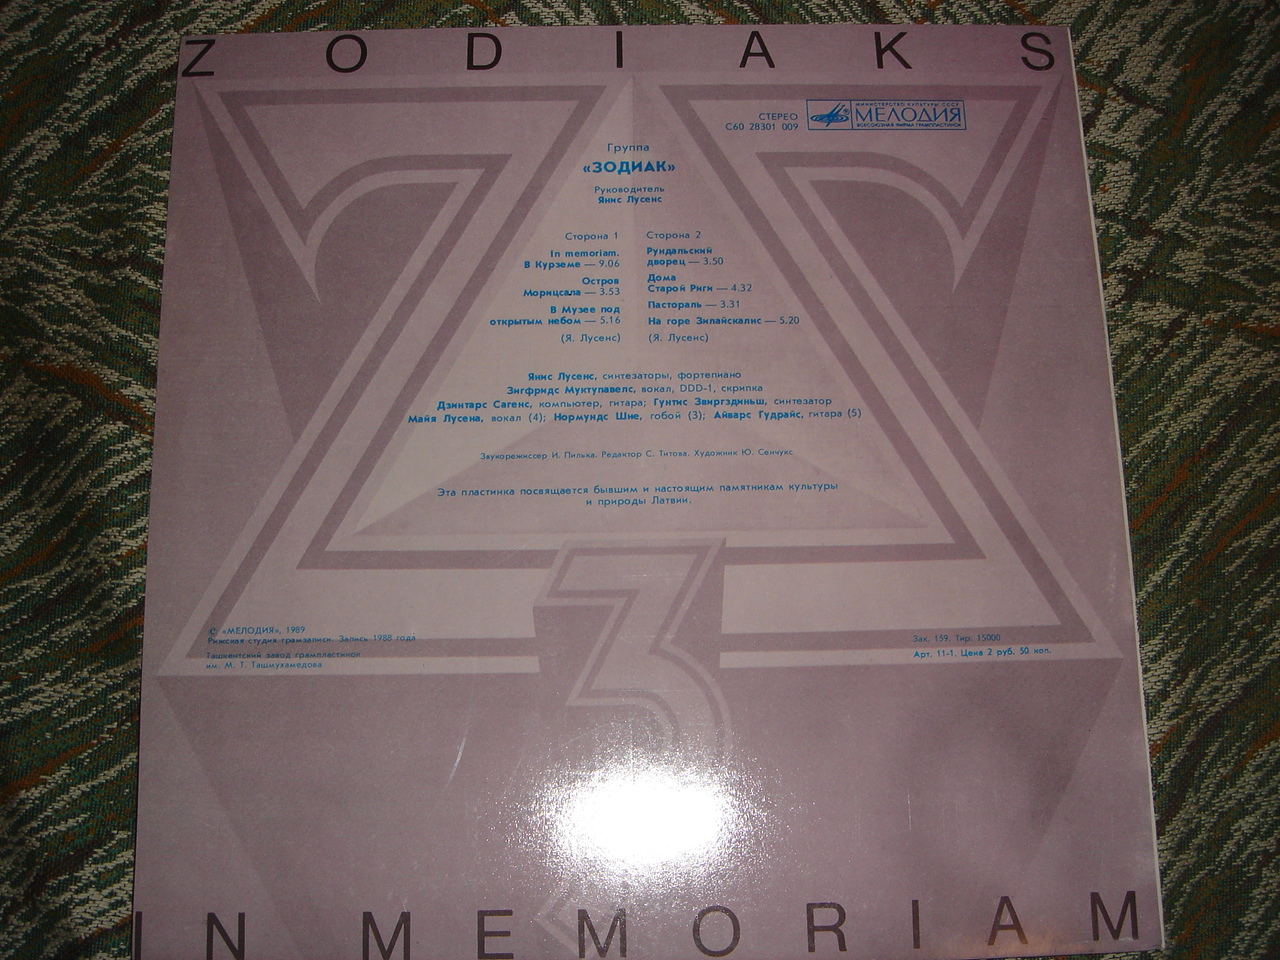 ZODIAKS
МИНИСТЕРСТВО КУЛЬТУРЫ СССР
МЕЛОДИЯ
ВСЕСОЮЗНАЯ ФИРМА ГРАМПЛАСТИНОК
СТЕРЕО
С60 28301 009
Группа
«ЗОДИАК»
Руководитель
Янис Лусенс
Сторона 1
In memoriam.
В Курземе — 9.06
Остров
Морицсала — 3.53
В Музее под
открытым небом — 5.16
(Я. Лусенс)
Сторона 2
Рундальский
дворец — 3.50
Дома
Старой Риги — 4.32
Пастораль — 3.31
На горе Зилайскалнс — 5.20
(Я. Лусенс)
Янис Лусенс, синтезаторы, фортепиано
Зигфридс Муктупавелс, вокал, DDD-1, скрипка
Дзинтарс Сагенс, компьютер, гитара; Гунтис Звиргздиньш, синтезатор
Майя Лусена, вокал (4); Нормундс Шне, гобой (3); Айварс Гудрайс, гитара (5)
Звукорежиссер И. Пилька. Редактор С. Титова. Художник Ю. Сенчукс
Эта пластинка посвящается бывшим и настоящим памятникам культуры
и природы Латвии.
3
© «МЕЛОДИЯ», 1989
Рижская студия грамзаписи. Запись 1988 года
Ташкентский завод грампластинок
им. М. Т. Ташмухамедова
Зак. 159. Тир. 15000
Арт. 11-1. Цена 2 руб. 50 коп.
IN MEMORIAM